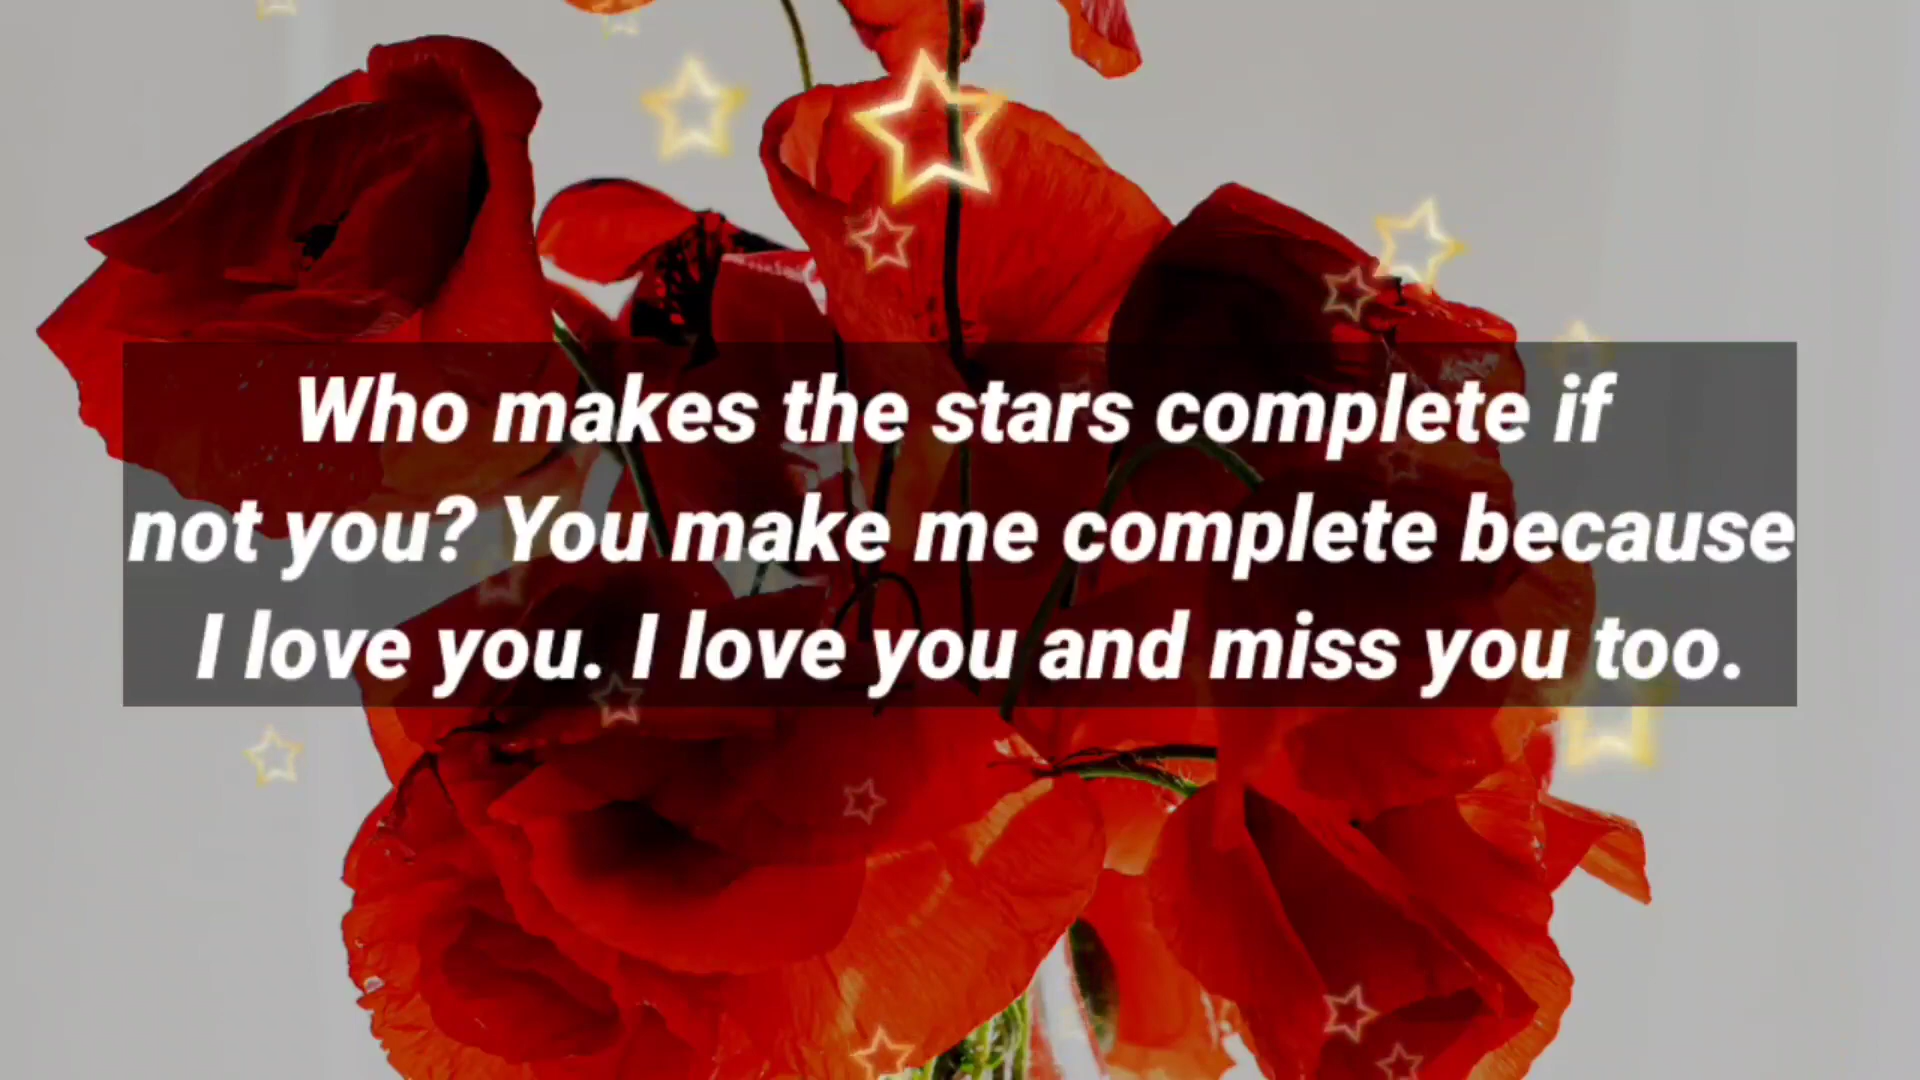 Who makes the stars complete if
not you? You make me complete because
I love you. I love you and miss you too.